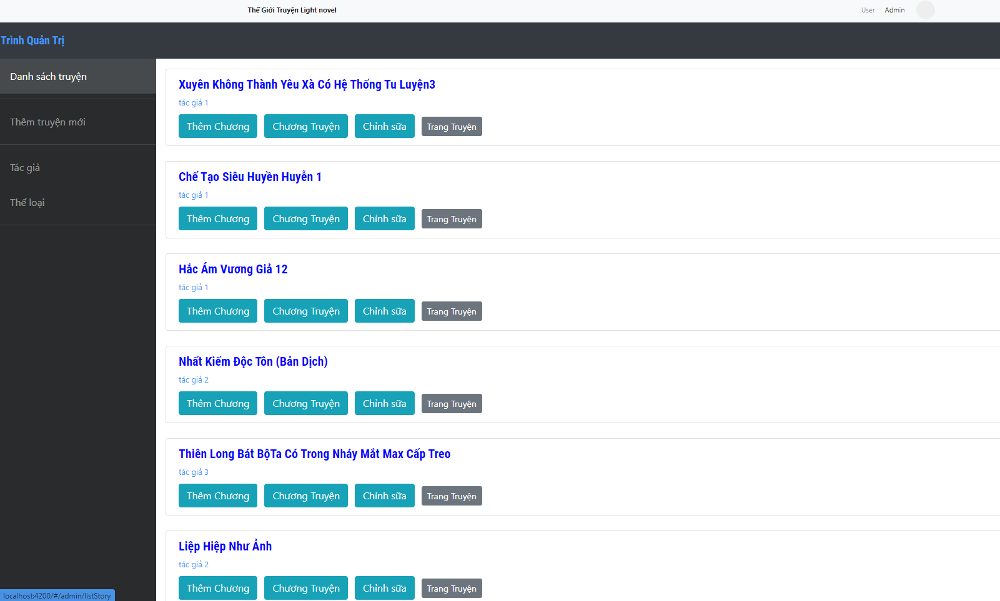 Thế Giới Truyện Light novel
User Admin
Trình Quản Trị
Danh sách truyện
Thêm truyện mới
Tác giả
Thể loại
Xuyên Không Thành Yêu Xà Có Hệ Thống Tu Luyện3
tác giả 1
Thêm Chương Chương Truyện Chỉnh sữa Trang Truyện
Chế Tạo Siêu Huyền Huyễn 1
tác giả 1
Thêm Chương Chương Truyện Chỉnh sữa Trang Truyện
Hắc Ám Vương Giả 12
tác giả 1
Thêm Chương Chương Truyện Chỉnh sữa Trang Truyện
Nhất Kiếm Độc Tôn (Bản Dịch)
tác giả 2
Thêm Chương Chương Truyện Chỉnh sữa Trang Truyện
Thiên Long Bát BộTa Có Trong Nháy Mắt Max Cấp Treo
tác giả 3
Thêm Chương Chương Truyện Chỉnh sữa Trang Truyện
Liệp Hiệp Như Ảnh
tác giả 2
Thêm Chương Chương Truyện Chỉnh sữa Trang Truyện
localhost:4200/#/admin/listStory